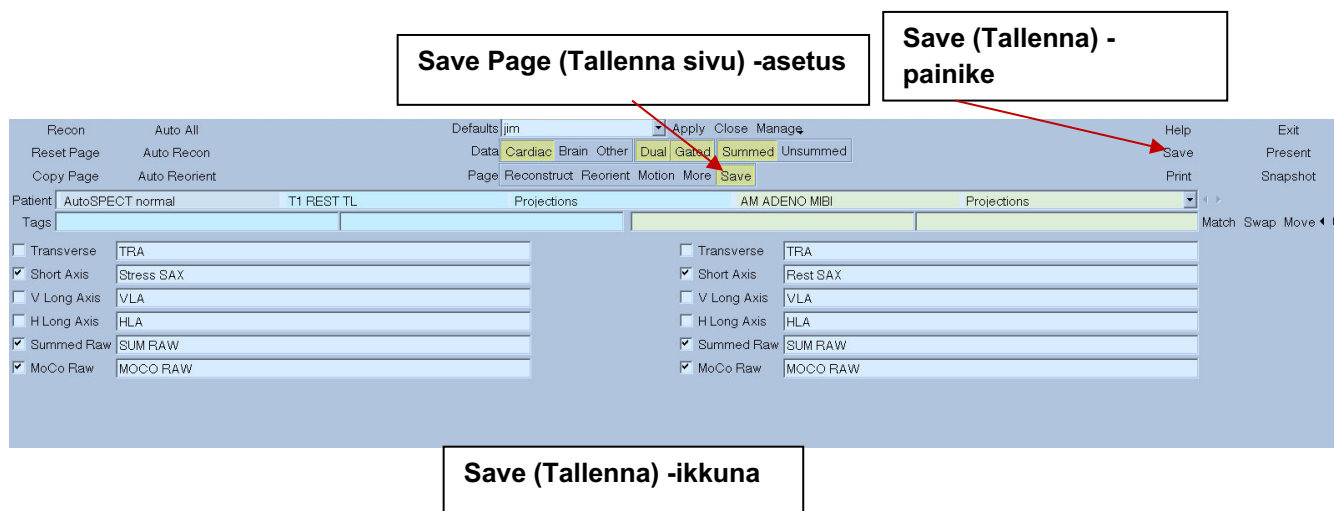 Save Page (Tallenna sivu) -asetus
Save (Tallenna) -
painike
Recon Auto All Defaults jim Apply Close Manage Help Exit
Reset Page Auto Recon Data Cardiac Brain Other Dual Gated Summed Unsummed Save Present
Copy Page Auto Reorient Page Reconstruct Reorient Motion More Save Print Snapshot
Patient AutoSPECT normal T1 REST TL Projections AM ADENO MIBI Projections
Tags Match Swap Move
Transverse TRA Transverse TRA
Short Axis Stress SAX Short Axis Rest SAX
V Long Axis VLA V Long Axis VLA
H Long Axis HLA H Long Axis HLA
Summed Raw SUM RAW Summed Raw SUM RAW
MoCo Raw MOCO RAW MoCo Raw MOCO RAW
Save (Tallenna) -ikkuna